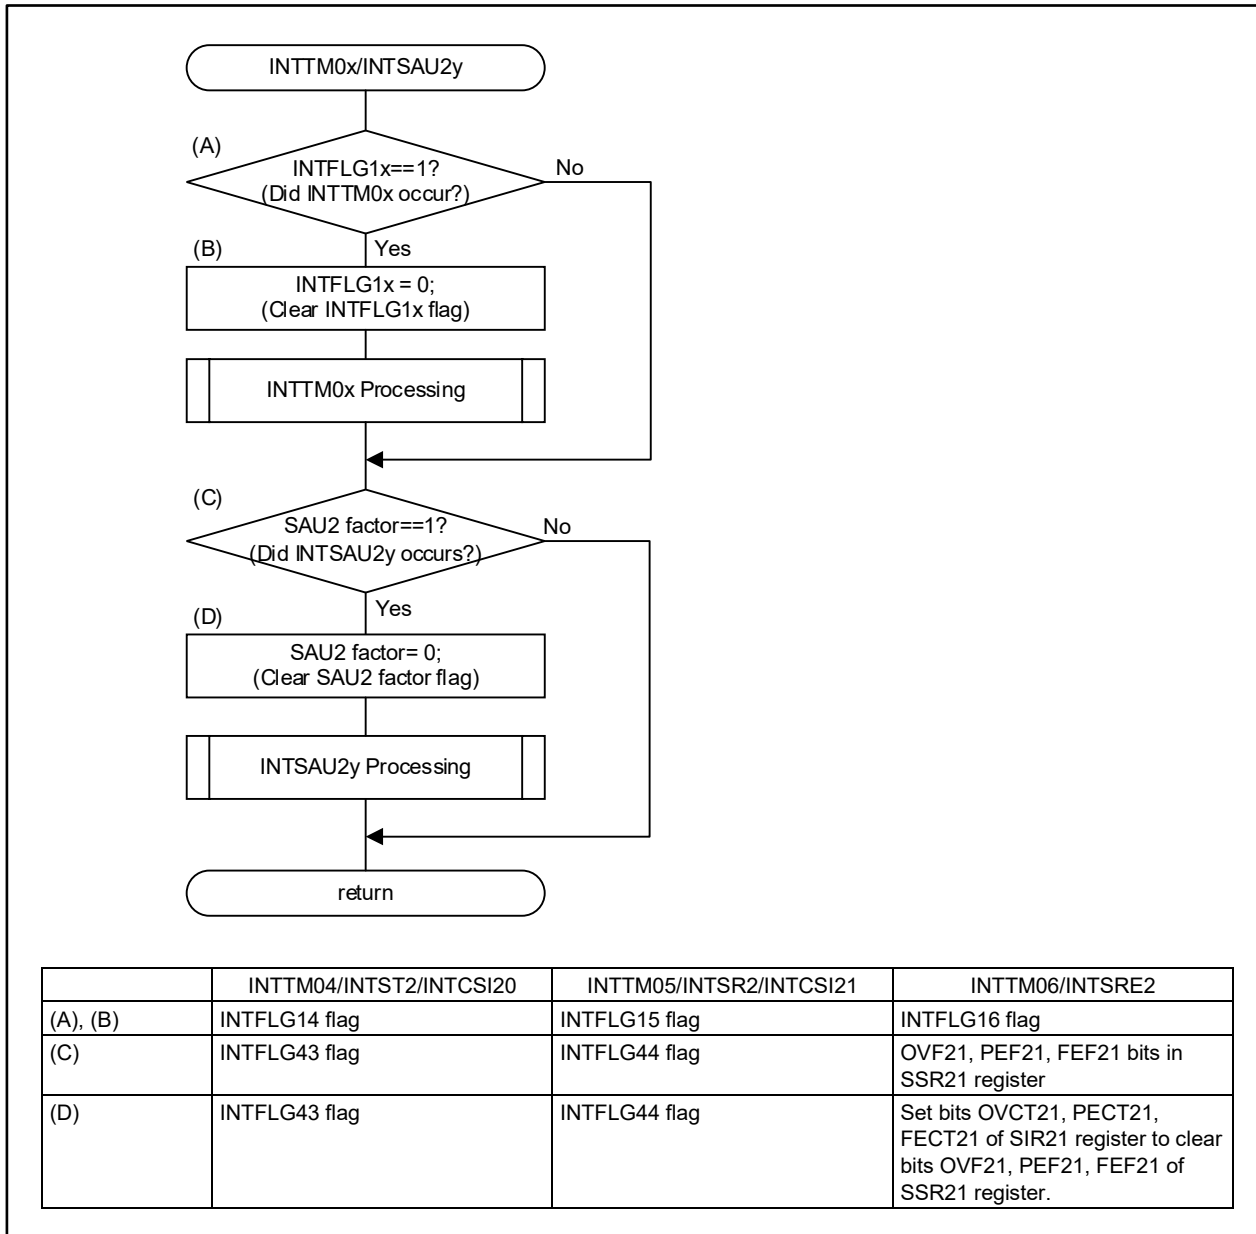 INTTM0x/INTSAU2y
(A)
INTFLG1x==1?
(Did INTTM0x occur?)
No
Yes
(B)
INTFLG1x = 0;
(Clear INTFLG1x flag)
INTTM0x Processing
(C)
SAU2 factor==1?
(Did INTSAU2y occurs?)
No
Yes
(D)
SAU2 factor= 0;
(Clear SAU2 factor flag)
INTSAU2y Processing
return
INTTM04/INTST2/INTCSI20 INTTM05/INTSR2/INTCSI21 INTTM06/INTSRE2
(A), (B) INTFLG14 flag INTFLG15 flag INTFLG16 flag
(C) INTFLG43 flag INTFLG44 flag OVF21, PEF21, FEF21 bits in
SSR21 register
(D) INTFLG43 flag INTFLG44 flag Set bits OVCT21, PECT21,
FECT21 of SIR21 register to clear
bits OVF21, PEF21, FEF21 of
SSR21 register.